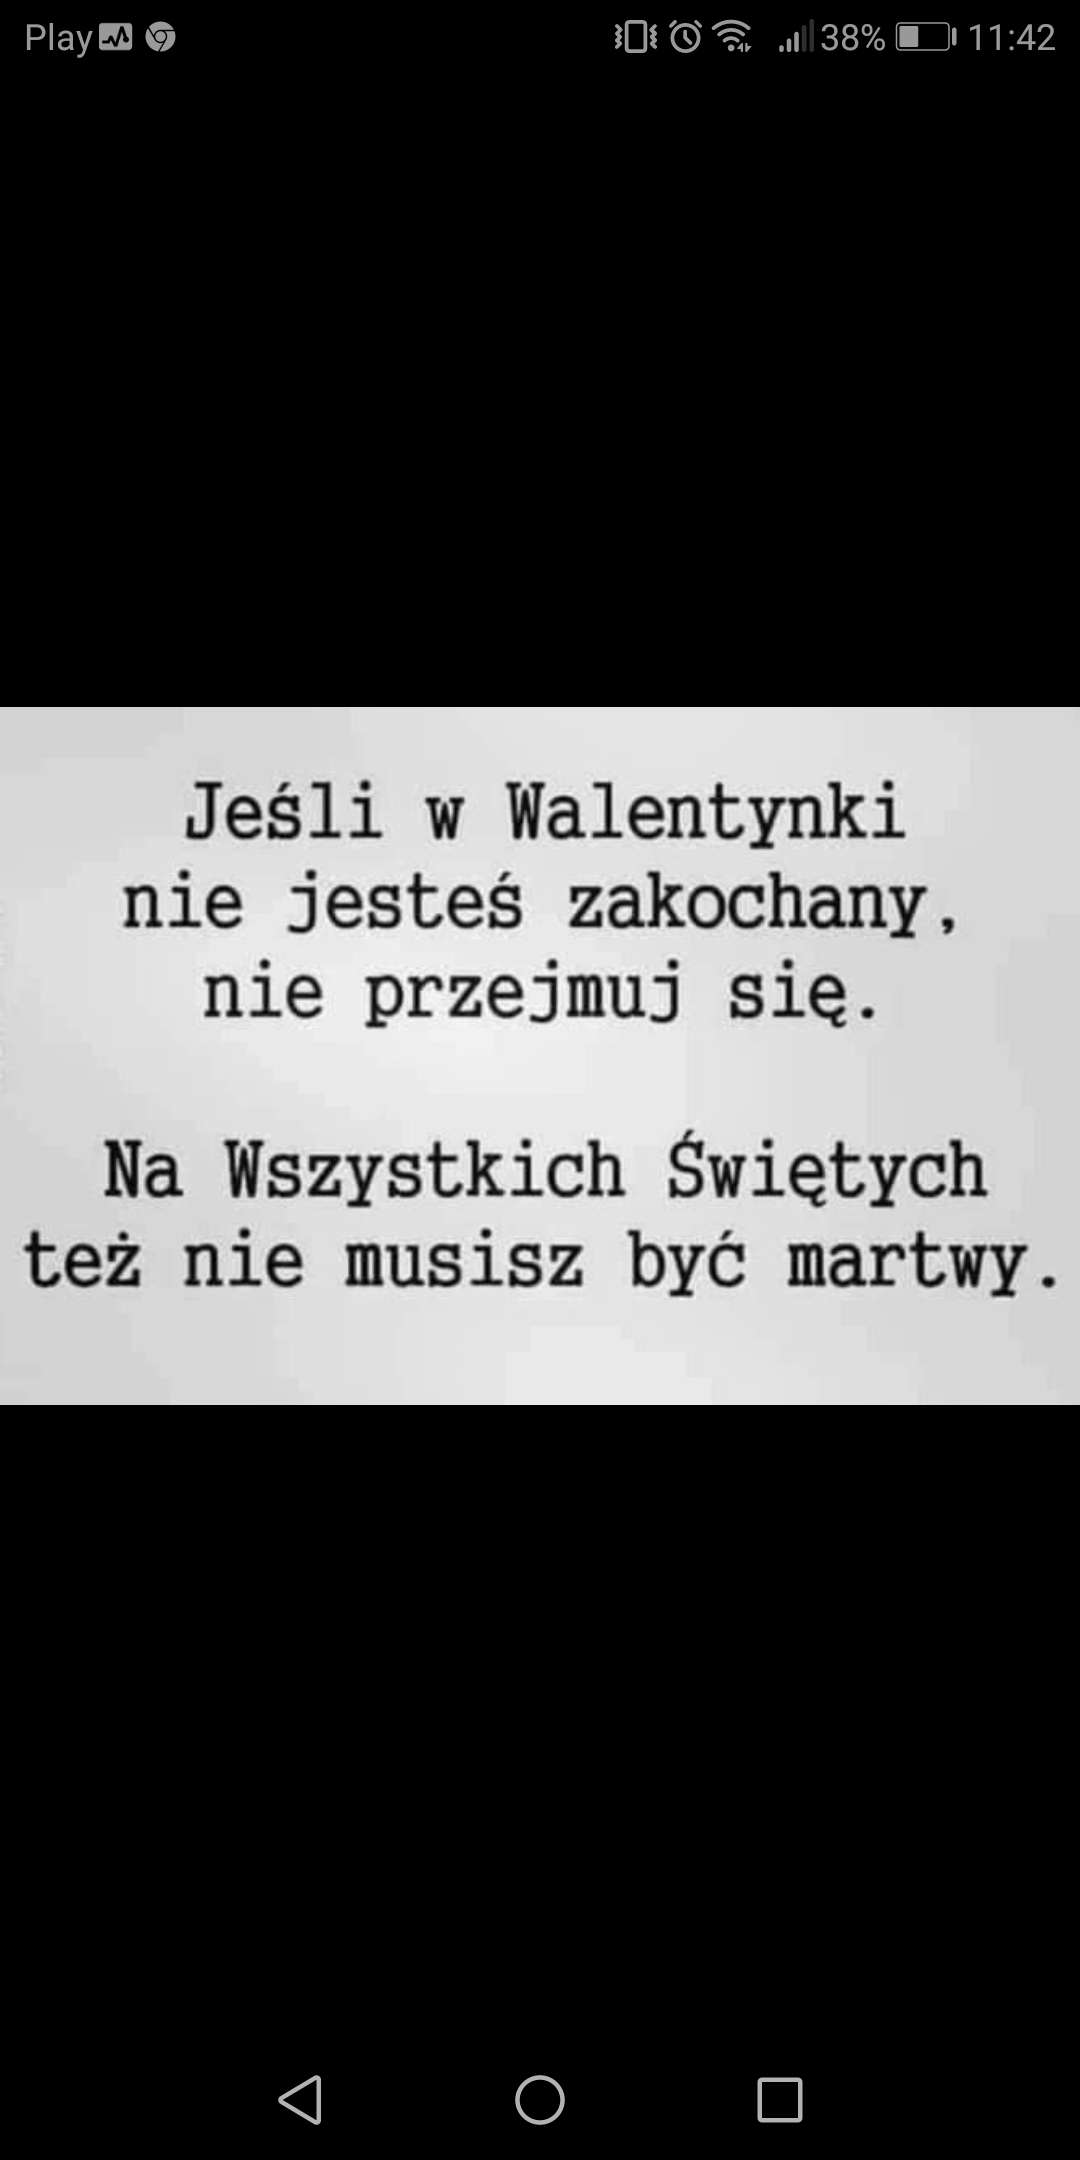 Play 38% 11:42
Jeśli w Walentynki
nie jesteś zakochany,
nie przejmuj się.
Na Wszystkich Świętych
też nie musisz być martwy.